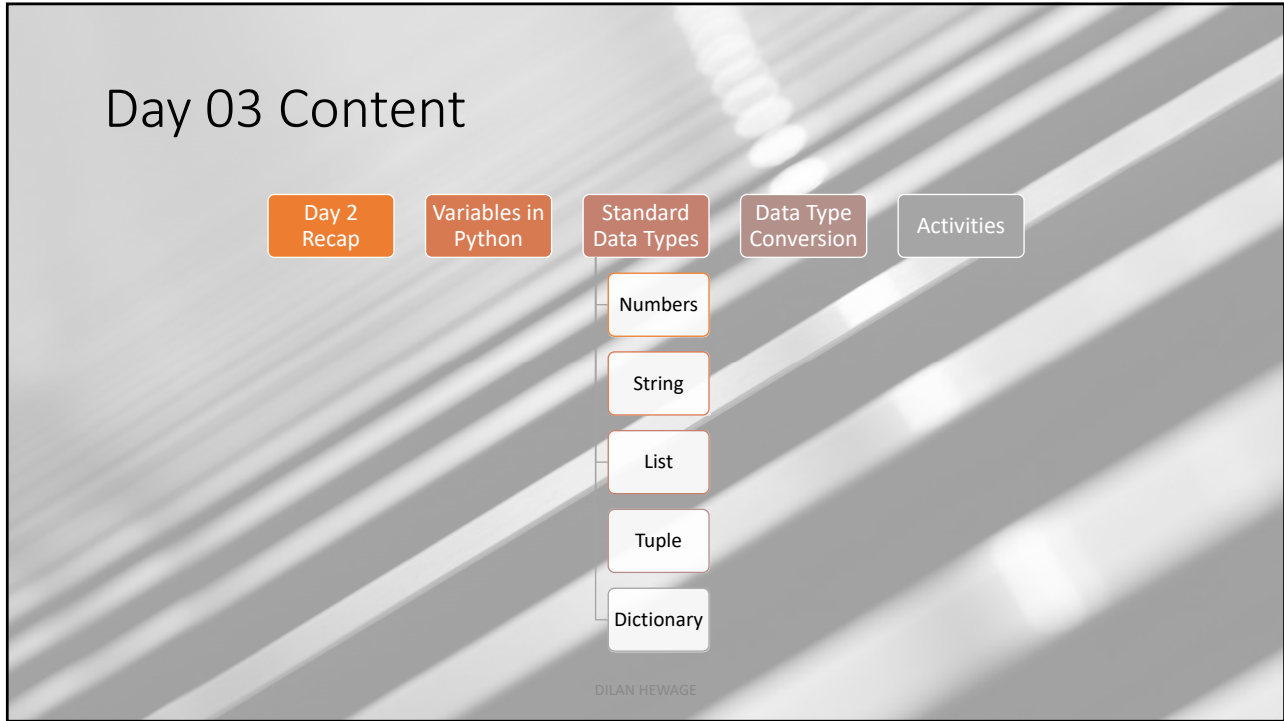 Day 03 Content
Day 2
Recap
Variables in
Python
Standard
Data Types
Data Type
Conversion
Activities
Numbers
String
List
Tuple
Dictionary
DILAN HEWAGE